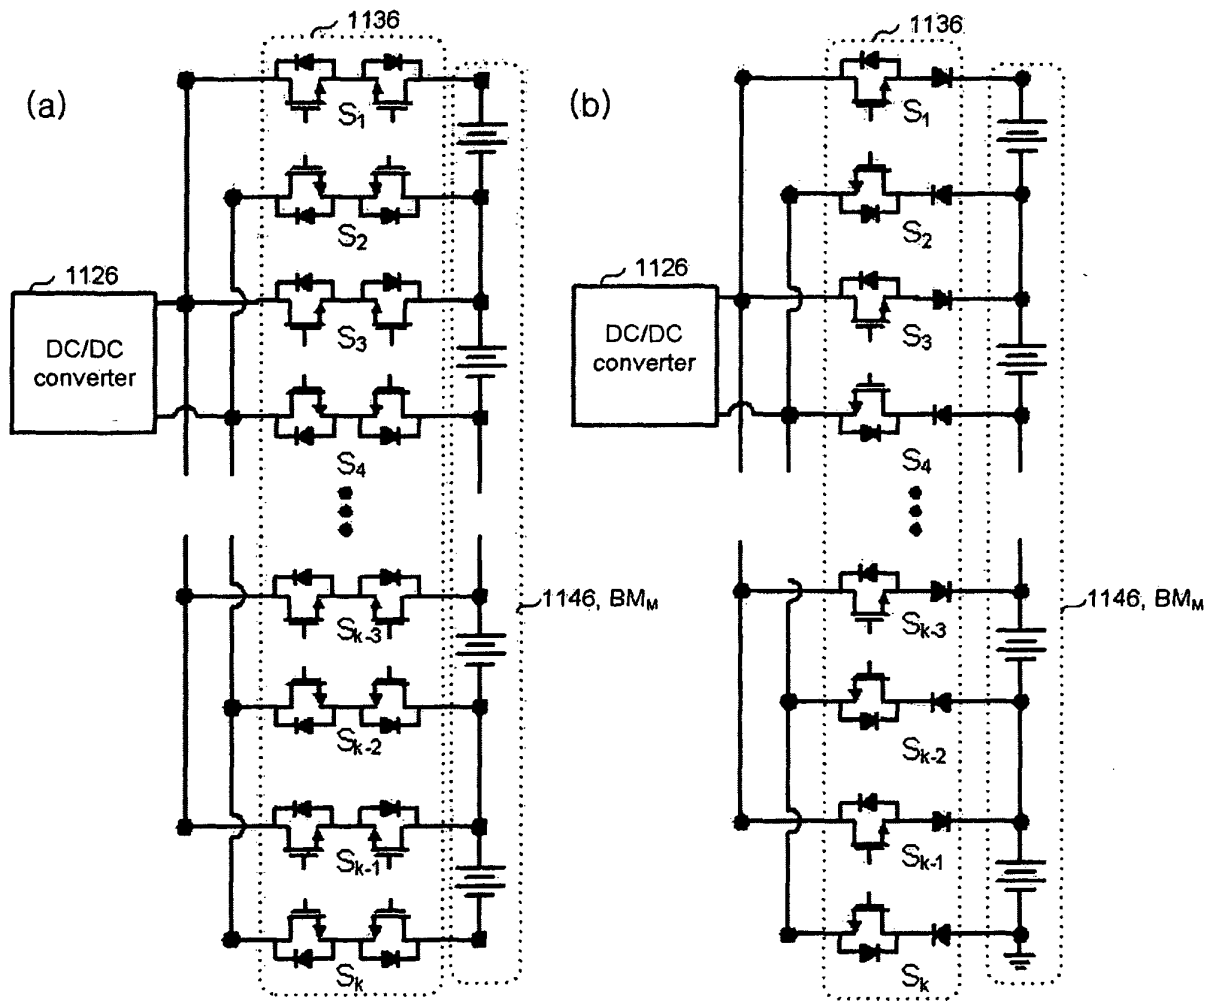 (a)
1136
S1
S2
1126
DC/DC
converter
S3
S4
Sk-3
1146, BMM
Sk-2
Sk-1
Sk
(b)
1136
S1
S2
1126
DC/DC
converter
S3
S4
Sk-3
1146, BMM
Sk-2
Sk-1
Sk